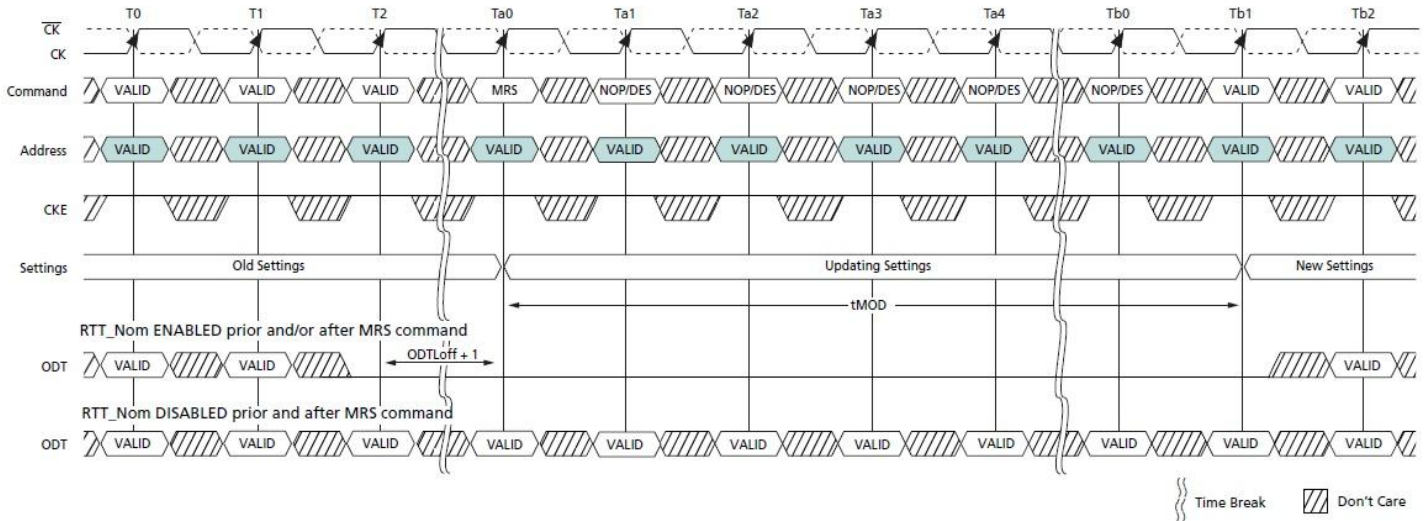 T0 T1 T2 Ta0 Ta1 Ta2 Ta3 Ta4 Tb0 Tb1 Tb2
CK
CK
Command VALID VALID VALID MRS NOP/DES NOP/DES NOP/DES NOP/DES NOP/DES VALID VALID
Address VALID VALID VALID VALID VALID VALID VALID VALID VALID VALID VALID
CKE
Settings Old Settings Updating Settings New Settings
tMOD
RTT_Nom ENABLED prior and/or after MRS command
ODT VALID VALID ODTLoff + 1 VALID
RTT_Nom DISABLED prior and after MRS command
ODT VALID VALID VALID VALID VALID VALID VALID VALID VALID VALID VALID
Time Break Don't Care